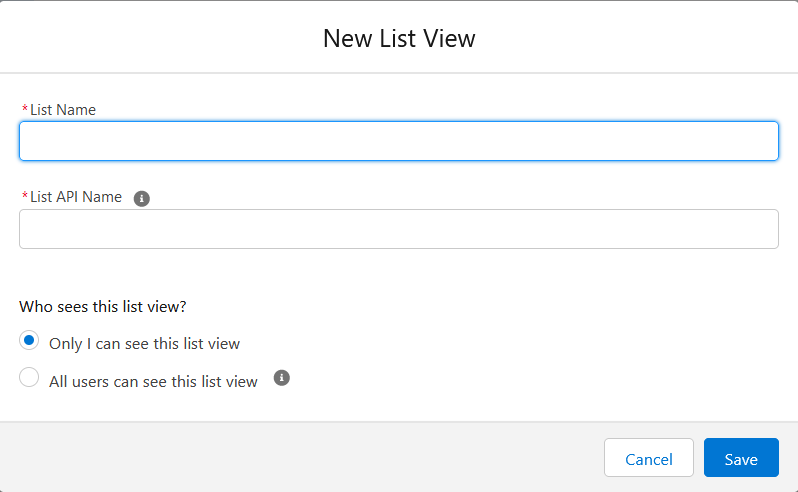 New List View
*List Name
*List API Name
Who sees this list view?
Only I can see this list view
All users can see this list view
Cancel Save